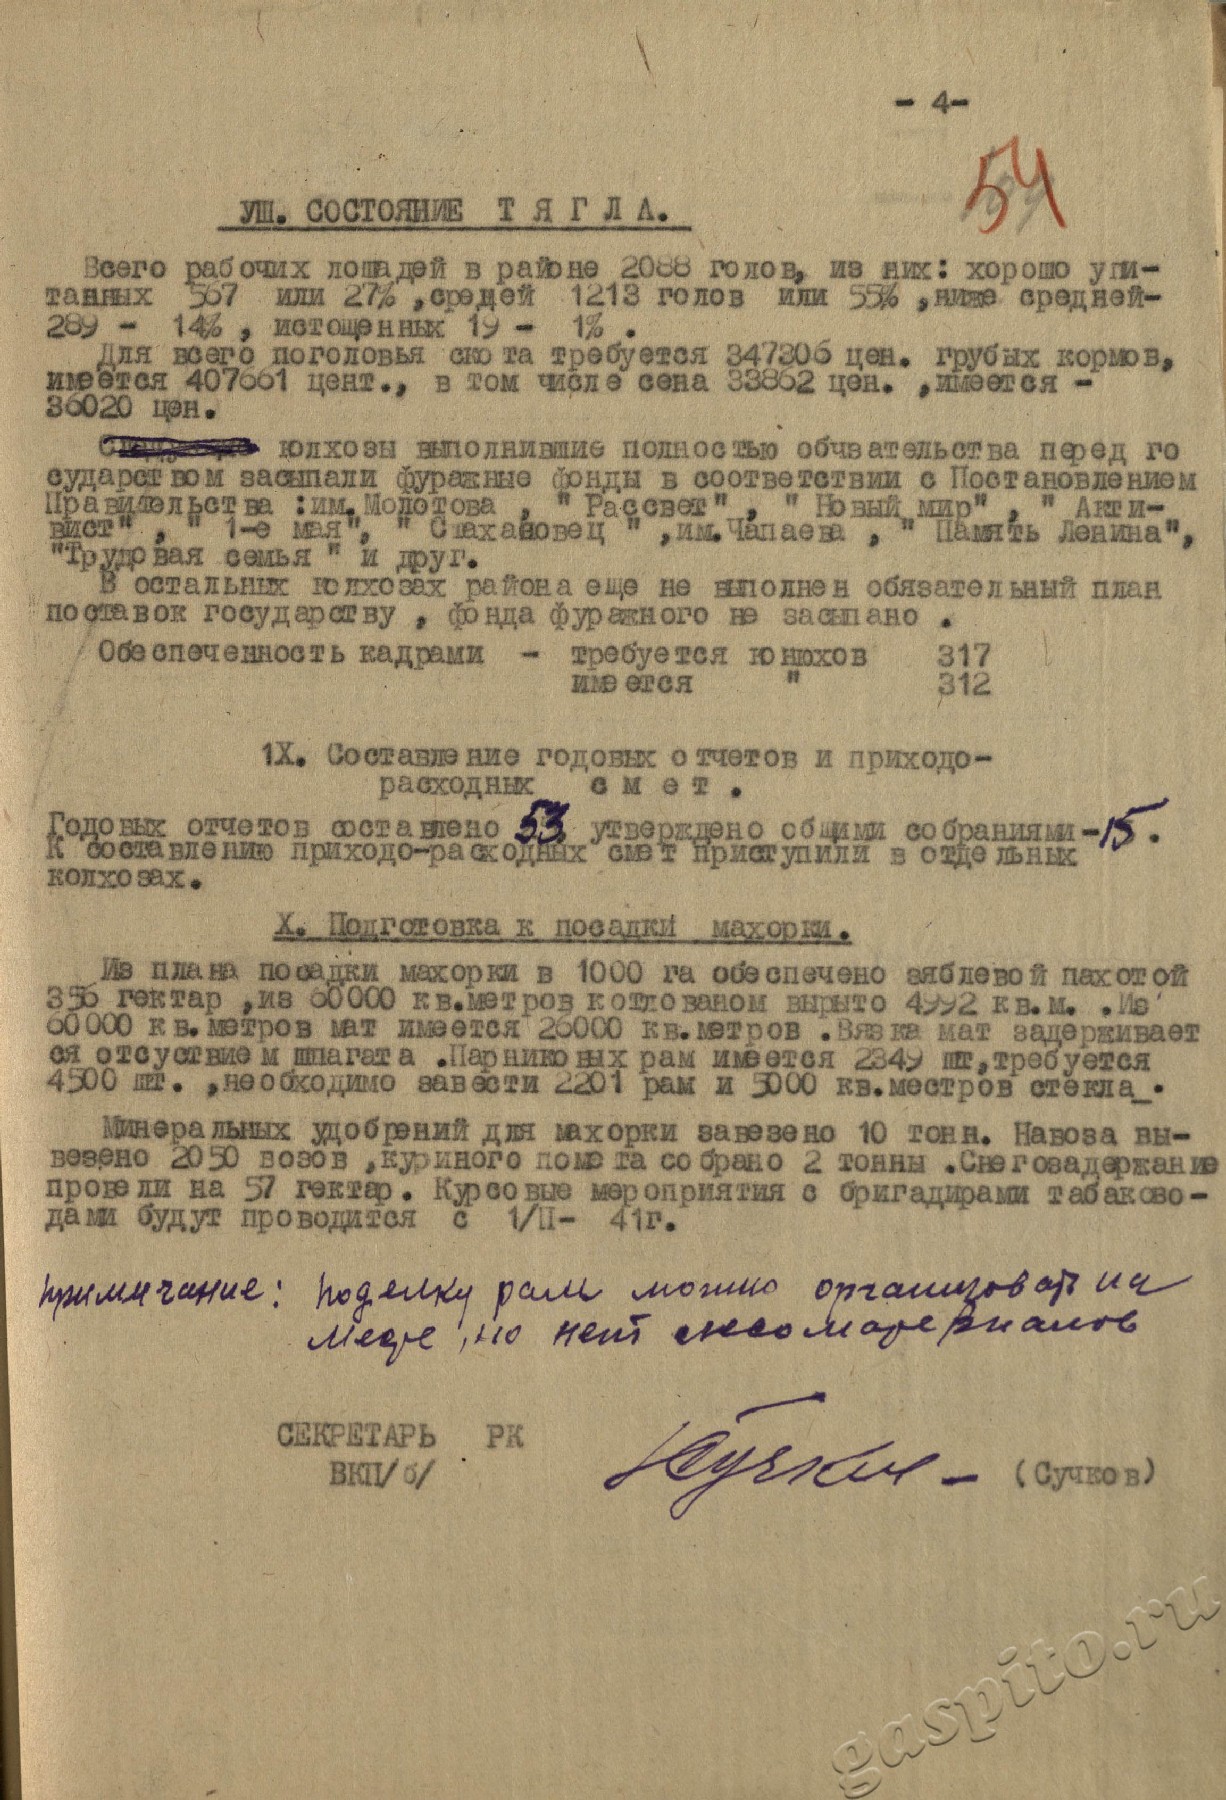 - 4-
54
УШ. СОСТОЯНИЕ Т Я Г Л А.
Всего рабочих лошадей в районе 2088 голов, из них: хорошо упи-
танных 567 или 27% ,средей 1213 голов или 55% ,ниже средней-
289 - 14% , истощенных 19 - 1% .
Для всего поголовья скота требуется 347306 цен. грубых кормов,
имеется 407661 цент., в том числе сена 33862 цен. ,имеется -
36020 цен.
колхозы выполнившие полностью обчвательства перед го
сударством засыпали фуражные фонды в соответствии с Постановлением
Правительства :им.Молотова , " Рассвет" , " Новый мир" , " Акти-
вист" , " 1-е мая", " Стахановец " ,им.Чапаева , " Память Ленина",
"Трудовая семья " и друг.
В остальных колхозах района еще не выполнен обязательный план
поставок государству , фонда фуражного не засыпано .
Обеспеченность кадрами - требуется конюхов 317
имеется " 312
1Х. Составление годовых отчетов и приходо-
расходных с м е т .
Годовых отчетов составлено 53 утверждено общими собраниями-15.
К составлению приходо-расходных смет приступили в отдельных
колхозах.
Х. Подготовка к посадки махорки.
Из плана посадки махорки в 1000 га обеспечено зяблевой пахотой
356 гектар ,из 60000 кв.метров котлованом вырыто 4992 кв.м. .Из
60000 кв.метров мат имеется 26000 кв.метров .Вязка мат задерживает
ся отсуствием шпагата .Парниковых рам имеется 2349 шт,требуется
4500 шт. ,необходимо завести 2201 рам и 5000 кв.местров стекла_.
Минеральных удобрений для махорки завезено 10 тонн. Навоза вы-
везено 2050 возов ,куриного помета собрано 2 тонны .Снегозадержание
провели на 57 гектар. Курсовые мероприятия с бригадирами табаково-
дами будут проводится с 1/II- 41г.
Примичание: Поделку рам можно организоват на
месте, но нет лесоматериалов
СЕКРЕТАРЬ РК
ВКП/б/
Сучков - (Сучков)
gaspito.ru